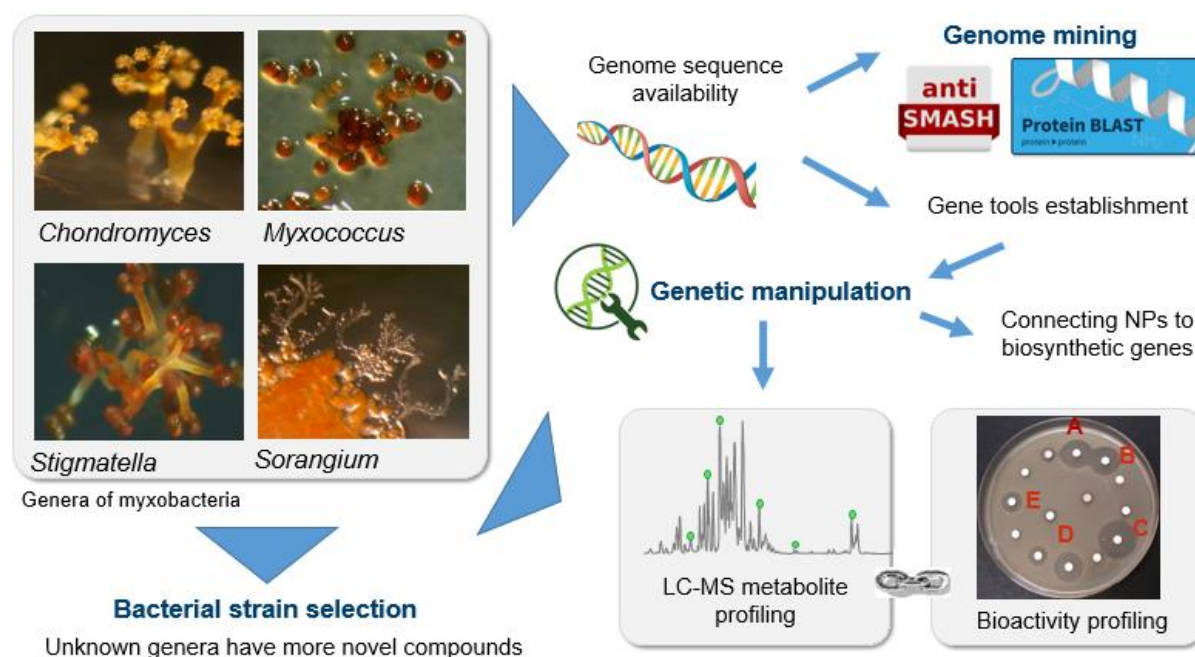 Chondromyces
Myxococcus
Stigmatella
Sorangium
Genera of myxobacteria
Bacterial strain selection
Unknown genera have more novel compounds
Genome sequence
availability
Genome mining
anti
SMASH
Protein BLAST
protein ▸ protein
Gene tools establishment
Genetic manipulation
Connecting NPs to
biosynthetic genes
LC-MS metabolite
profiling
A
B
E
D
C
Bioactivity profiling